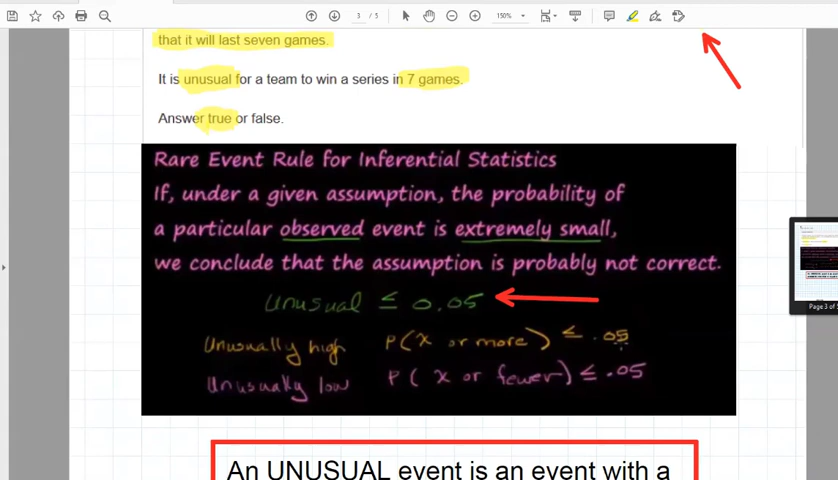 3 / 5
150%
that it will last seven games.
It is unusual for a team to win a series in 7 games.
Answer true or false.
Rare Event Rule for Inferential Statistics
If, under a given assumption, the probability of
a particular observed event is extremely small,
we conclude that the assumption is probably not correct.
Unusual ≤ 0.05
Unusually high P(x or more) ≤ .05
Unusually low P(x or fewer) ≤ .05
An UNUSUAL event is an event with a
Page 3 of 5